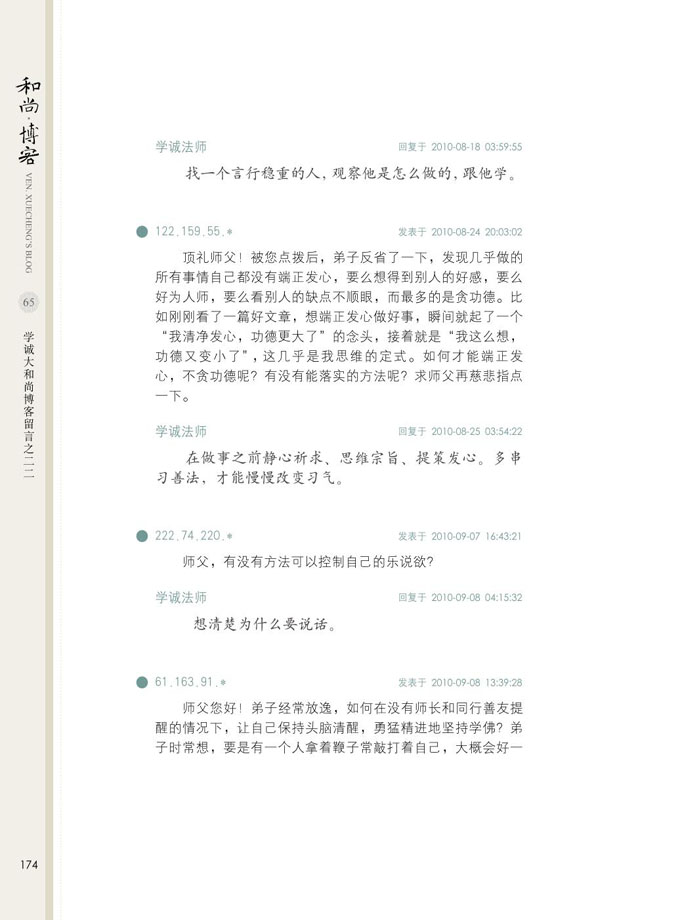 和尚·博客
VEN. XUECHENG'S BLOG
65
学诚大和尚博客留言之二二
学诚法师 回复于 2010-08-18 03:59:55
找一个言行稳重的人，观察他是怎么做的，跟他学。
122.159.55.* 发表于 2010-08-24 20:03:02
顶礼师父！被您点拨后，弟子反省了一下，发现几乎做的
所有事情自己都没有端正发心，要么想得到别人的好感，要么
好为人师，要么看别人的缺点不顺眼，而最多的是贪功德。比
如刚刚看了一篇好文章，想端正发心做好事，瞬间就起了一个
“我清净发心，功德更大了”的念头，接着就是“我这么想，
功德又变小了”，这几乎是我思维的定式。如何才能端正发
心，不贪功德呢？有没有能落实的方法呢？求师父再慈悲指点
一下。
学诚法师 回复于 2010-08-25 03:54:22
在做事之前静心祈求、思维宗旨、提策发心。多串
习善法，才能慢慢改变习气。
222.74.220.* 发表于 2010-09-07 16:43:21
师父，有没有方法可以控制自己的乐说欲？
学诚法师 回复于 2010-09-08 04:15:32
想清楚为什么要说话。
61.163.91.* 发表于 2010-09-08 13:39:28
师父您好！弟子经常放逸，如何在没有师长和同行善友提
醒的情况下，让自己保持头脑清醒，勇猛精进地坚持学佛？弟
子时常想，要是有一个人拿着鞭子常敲打着自己，大概会好一
174